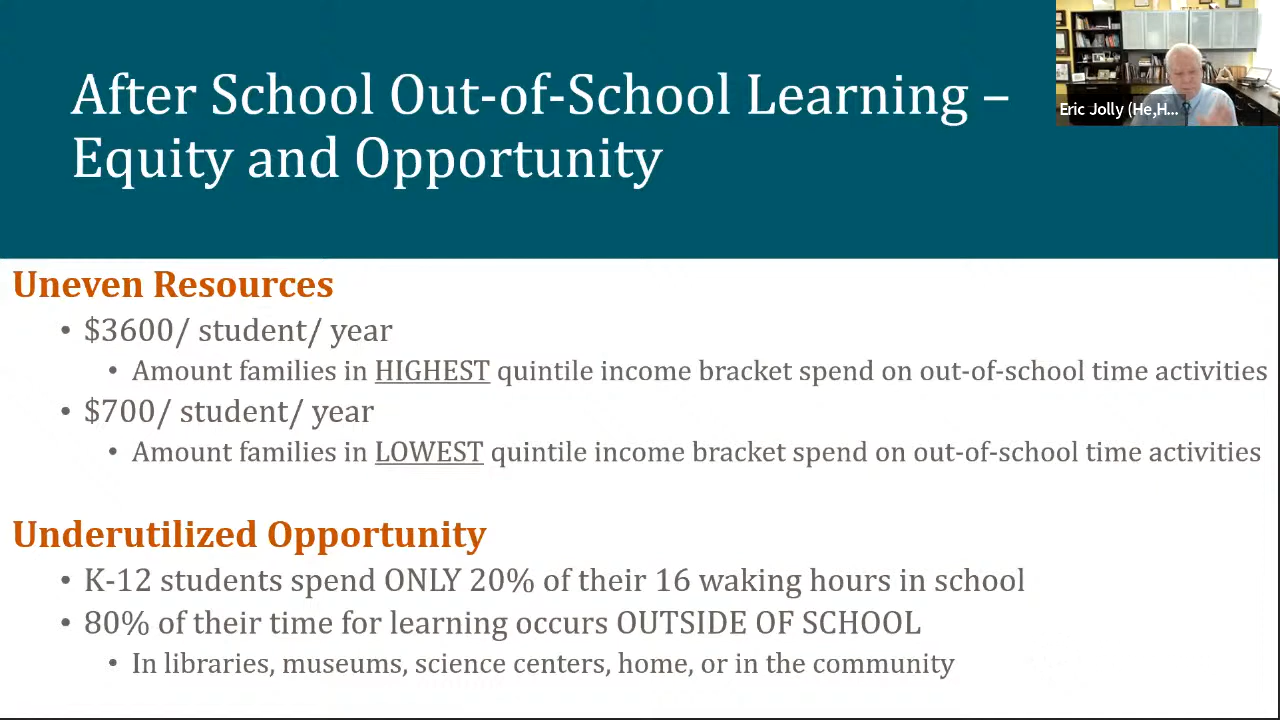 After School Out-of-School Learning –
Equity and Opportunity
Eric Jolly (He,H...
Uneven Resources
• $3600/ student/ year
• Amount families in HIGHEST quintile income bracket spend on out-of-school time activities
• $700/ student/ year
• Amount families in LOWEST quintile income bracket spend on out-of-school time activities
Underutilized Opportunity
• K-12 students spend ONLY 20% of their 16 waking hours in school
• 80% of their time for learning occurs OUTSIDE OF SCHOOL
• In libraries, museums, science centers, home, or in the community